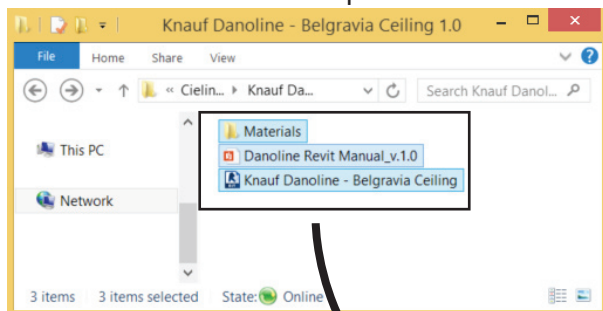 Knauf Danoline - Belgravia Ceiling 1.0
File Home Share View
« Cielin... Knauf Da... Search Knauf Danol...
Materials
This PC
Danoline Revit Manual_v.1.0
Knauf Danoline - Belgravia Ceiling
Network
3 items 3 items selected State: Online